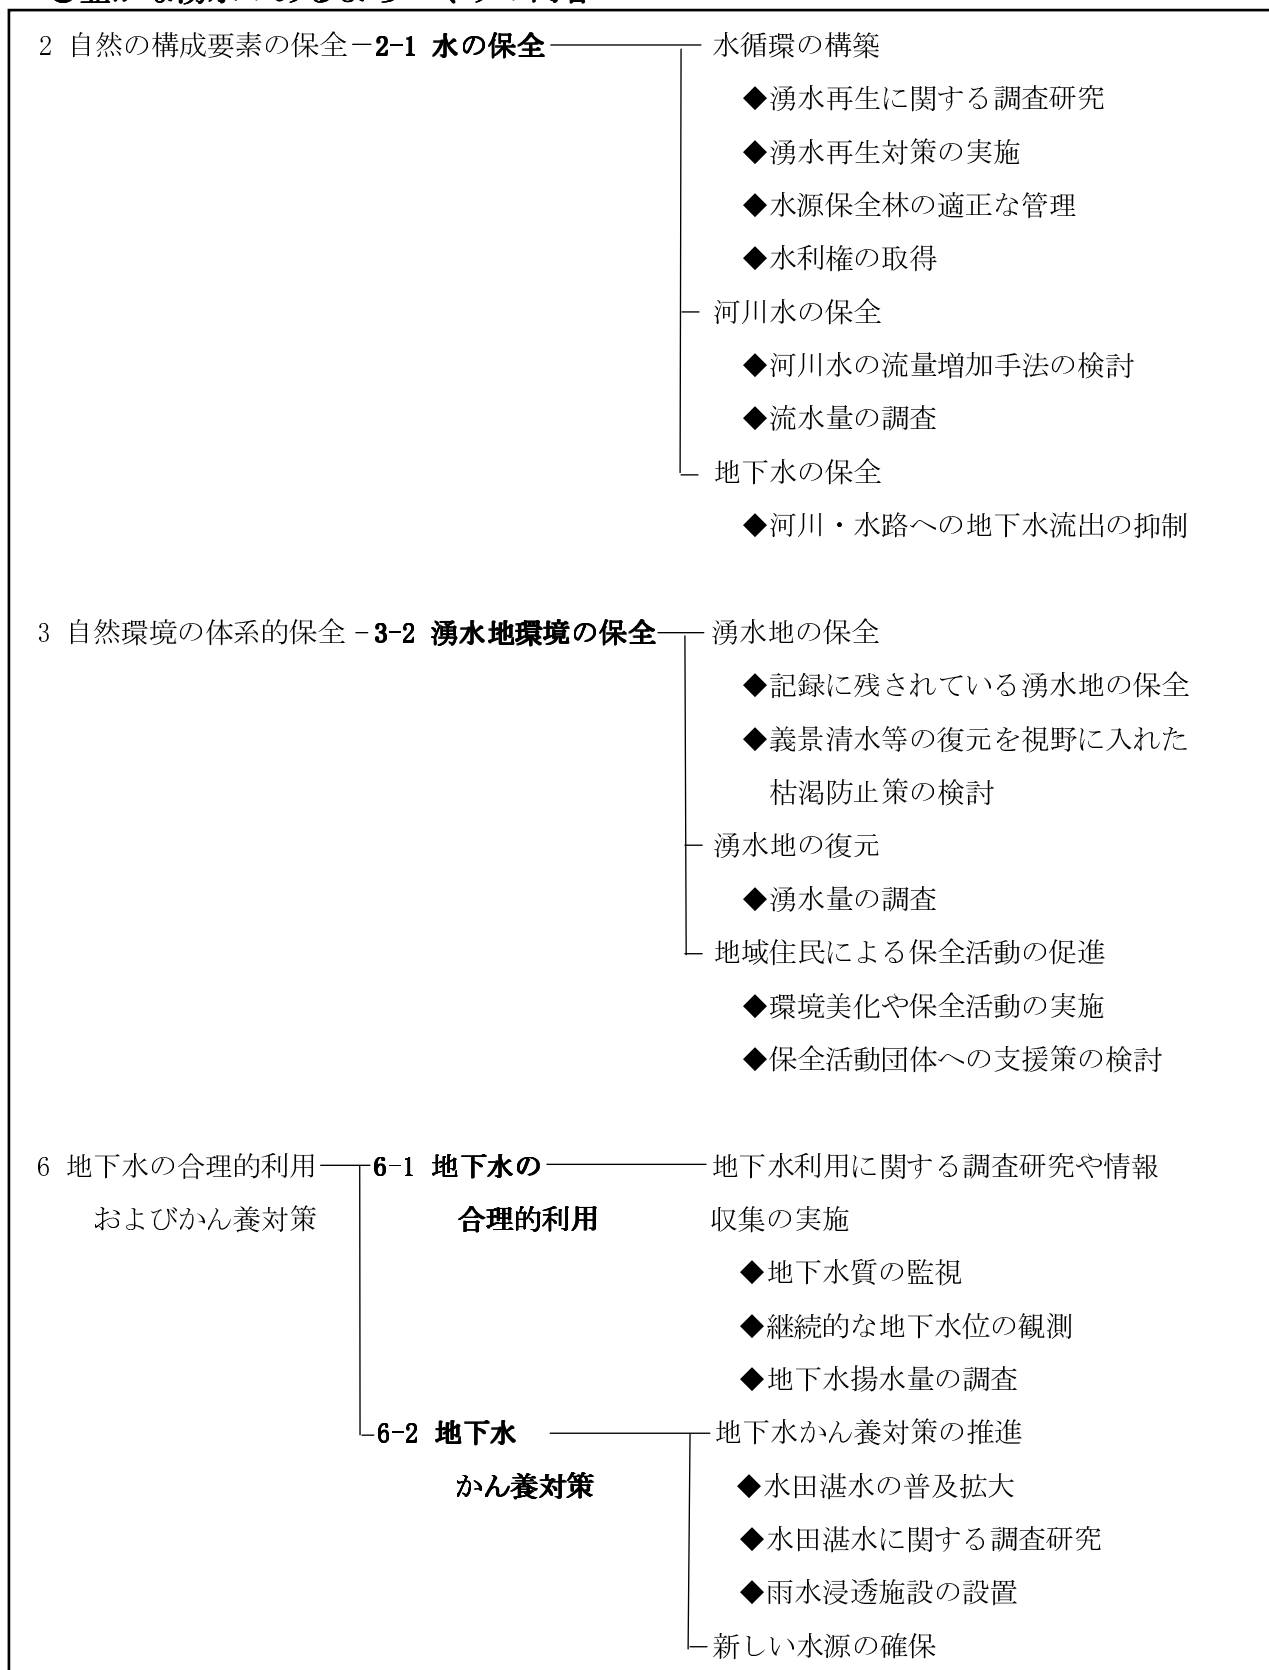 2 自然の構成要素の保全－2-1 水の保全 水循環の構築
◆湧水再生に関する調査研究
◆湧水再生対策の実施
◆水源保全林の適正な管理
◆水利権の取得
河川水の保全
◆河川水の流量増加手法の検討
◆流水量の調査
地下水の保全
◆河川・水路への地下水流出の抑制
3 自然環境の体系的保全－3-2 湧水地環境の保全 湧水地の保全
◆記録に残されている湧水地の保全
◆義景清水等の復元を視野に入れた
枯渇防止策の検討
湧水地の復元
◆湧水量の調査
地域住民による保全活動の促進
◆環境美化や保全活動の実施
◆保全活動団体への支援策の検討
6 地下水の合理的利用 6-1 地下水の 地下水利用に関する調査研究や情報
およびかん養対策 合理的利用 収集の実施
◆地下水質の監視
◆継続的な地下水位の観測
◆地下水揚水量の調査
6-2 地下水 地下水かん養対策の推進
かん養対策 ◆水田湛水の普及拡大
◆水田湛水に関する調査研究
◆雨水浸透施設の設置
新しい水源の確保